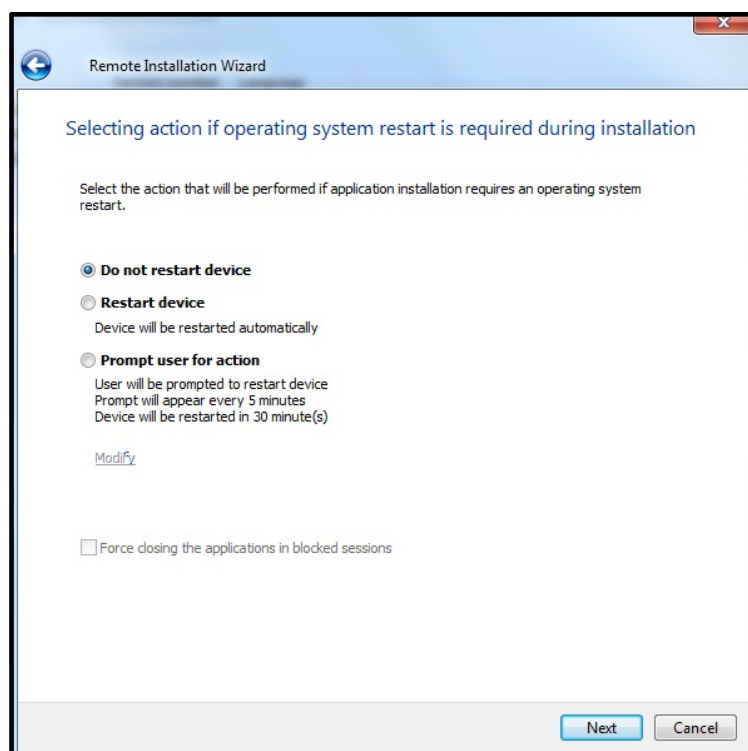 Remote Installation Wizard
Selecting action if operating system restart is required during installation
Select the action that will be performed if application installation requires an operating system
restart.
Do not restart device
Restart device
Device will be restarted automatically
Prompt user for action
User will be prompted to restart device
Prompt will appear every 5 minutes
Device will be restarted in 30 minute(s)
Modify
Force closing the applications in blocked sessions
Next Cancel